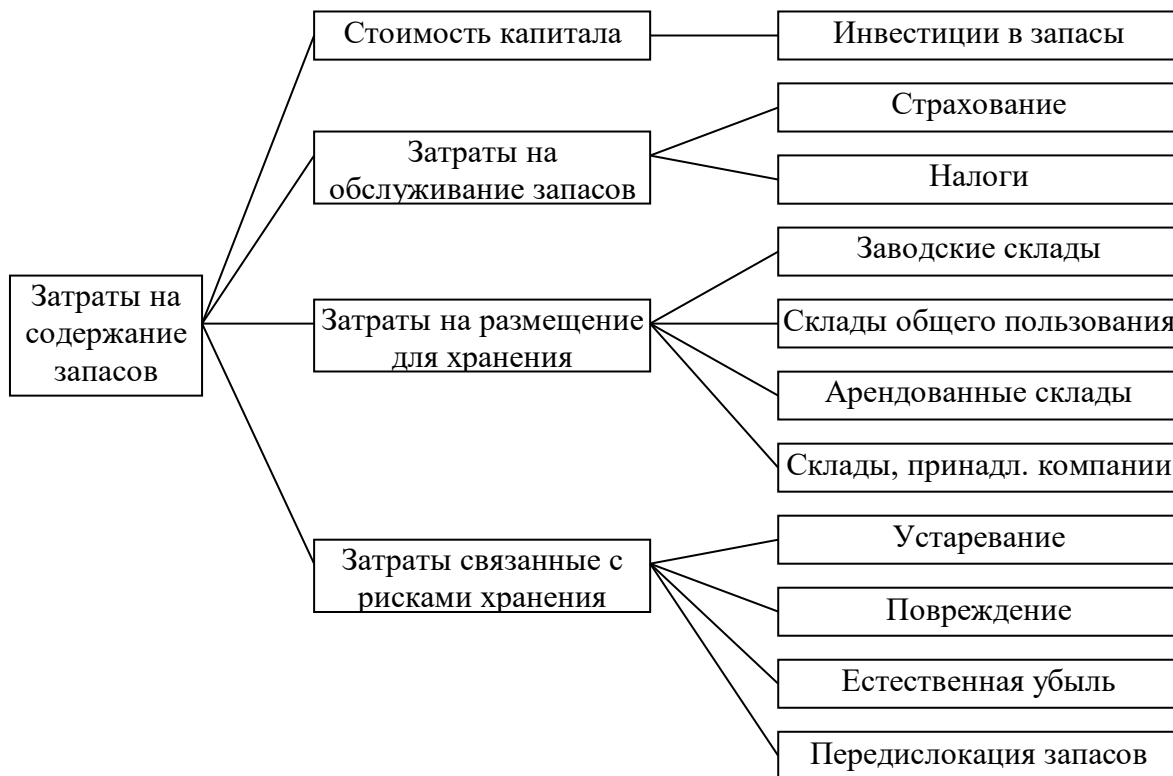 Стоимость капитала
Инвестиции в запасы
Страхование
Затраты на
обслуживание запасов
Налоги
Заводские склады
Затраты на
содержание
запасов
Затраты на размещение
для хранения
Склады общего пользования
Арендованные склады
Склады, принадл. компании
Устаревание
Затраты связанные с
рисками хранения
Повреждение
Естественная убыль
Передислокация запасов